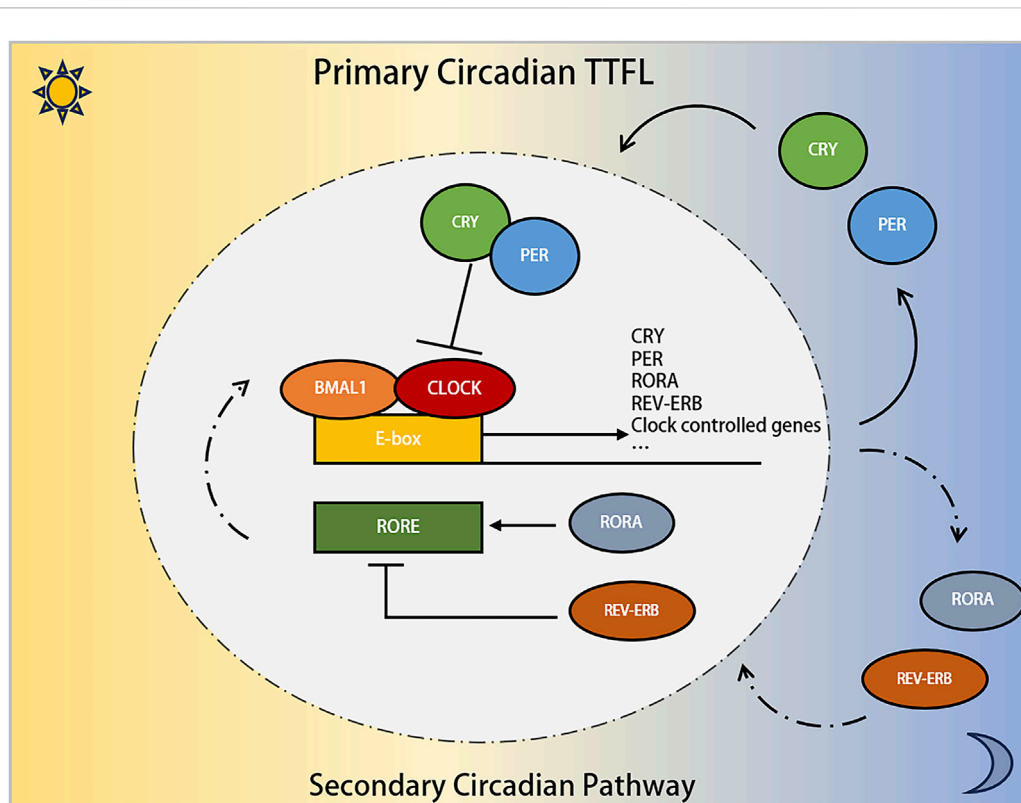 Primary Circadian TTFL
CRY
PER
CRY
PER
CRY
PER
RORA
REV-ERB
Clock controlled genes
...
BMAL1
CLOCK
E-box
RORE
RORA
REV-ERB
RORA
REV-ERB
Secondary Circadian Pathway